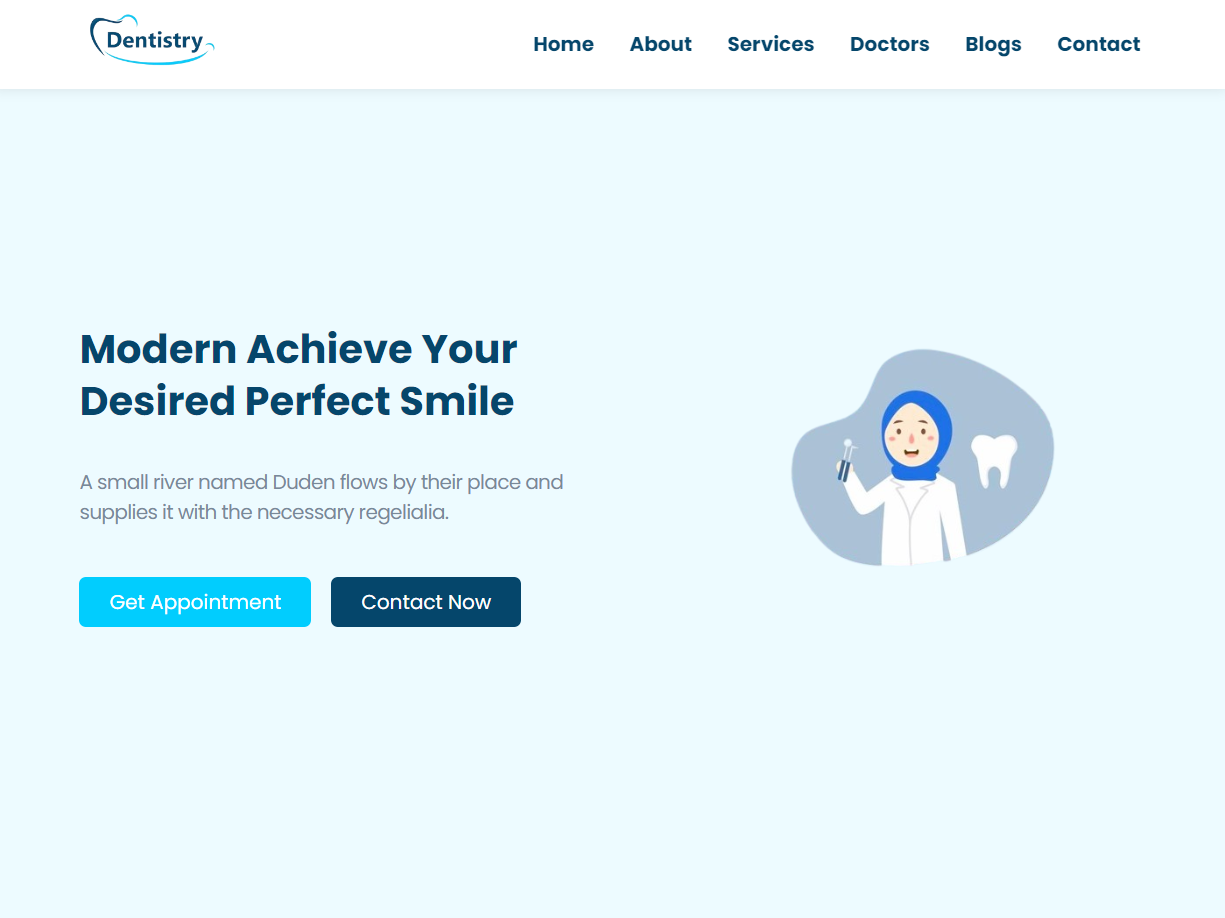 Dentistry
Home About Services Doctors Blogs Contact
Modern Achieve Your
Desired Perfect Smile
A small river named Duden flows by their place and
supplies it with the necessary regelialia.
Get Appointment Contact Now